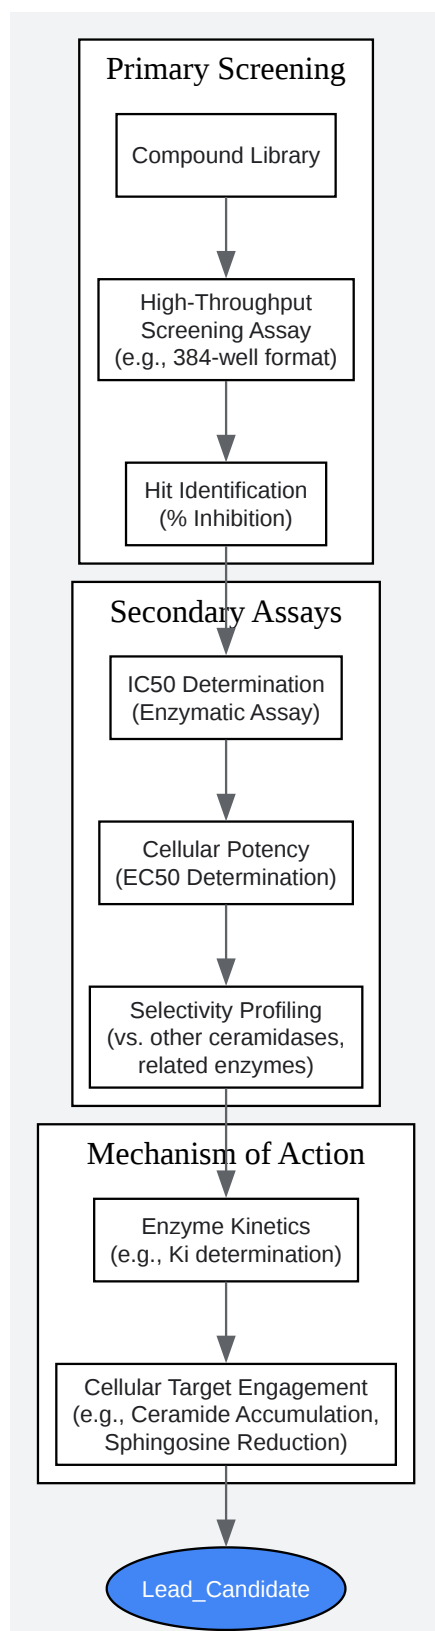 Primary Screening
Compound Library
High-Throughput
Screening Assay
(e.g., 384-well format)
Hit Identification
(% Inhibition)
Secondary Assays
IC50 Determination
(Enzymatic Assay)
Cellular Potency
(EC50 Determination)
Selectivity Profiling
(vs. other ceramidases,
related enzymes)
Mechanism of Action
Enzyme Kinetics
(e.g., Ki determination)
Cellular Target Engagement
(e.g., Ceramide Accumulation,
Sphingosine Reduction)
Lead_Candidate